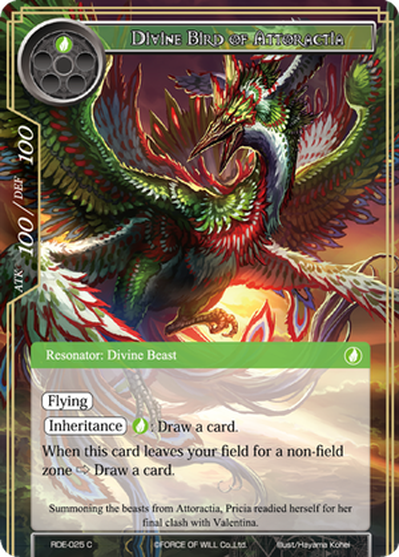 Divine Bird of Attoractia
ATK 100 / DEF 100
Resonator: Divine Beast
Flying
Inheritance : Draw a card.
When this card leaves your field for a non-field
zone ⇨ Draw a card.
Summoning the beasts from Attoractia, Pricia readied herself for her
final clash with Valentina.
RDE-025 C
©FORCE OF WILL Co.,Ltd.
Illust/Hayama Kohei